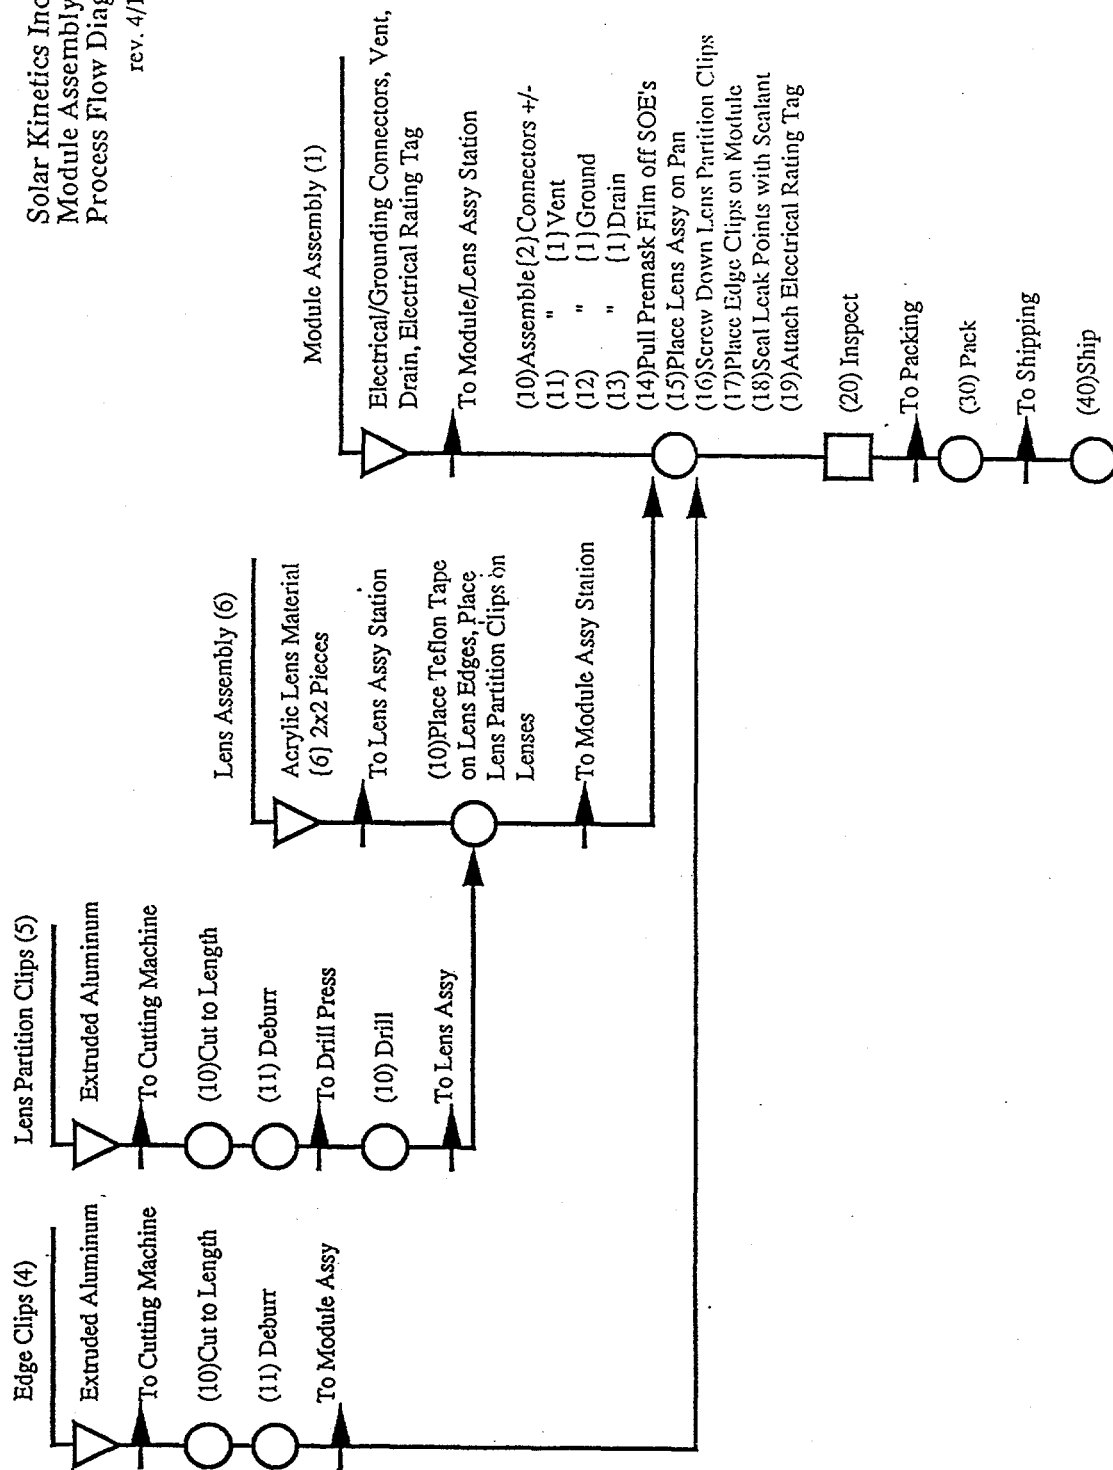 Solar Kinetics Inc
Module Assembly
Process Flow Diag
rev. 4/1
Edge Clips (4)
Extruded Aluminum
To Cutting Machine
(10)Cut to Length
(11) Deburr
To Module Assy
Lens Partition Clips (5)
Extruded Aluminum
To Cutting Machine
(10)Cut to Length
(11) Deburr
To Drill Press
(10) Drill
To Lens Assy
Lens Assembly (6)
Acrylic Lens Material
{6} 2x2 Pieces
To Lens Assy Station
(10)Place Teflon Tape
on Lens Edges, Place
Lens Partition Clips on
Lenses
To Module Assy Station
Module Assembly (1)
Electrical/Grounding Connectors, Vent,
Drain, Electrical Rating Tag
To Module/Lens Assy Station
(10)Assemble{2}Connectors +/-
(11) " {1}Vent
(12) " {1}Ground
(13) " {1}Drain
(14)Pull Premask Film off SOE's
(15)Place Lens Assy on Pan
(16)Screw Down Lens Partition Clips
(17)Place Edge Clips on Module
(18)Seal Leak Points with Scalant
(19)Attach Electrical Rating Tag
(20) Inspect
To Packing
(30) Pack
To Shipping
(40)Ship